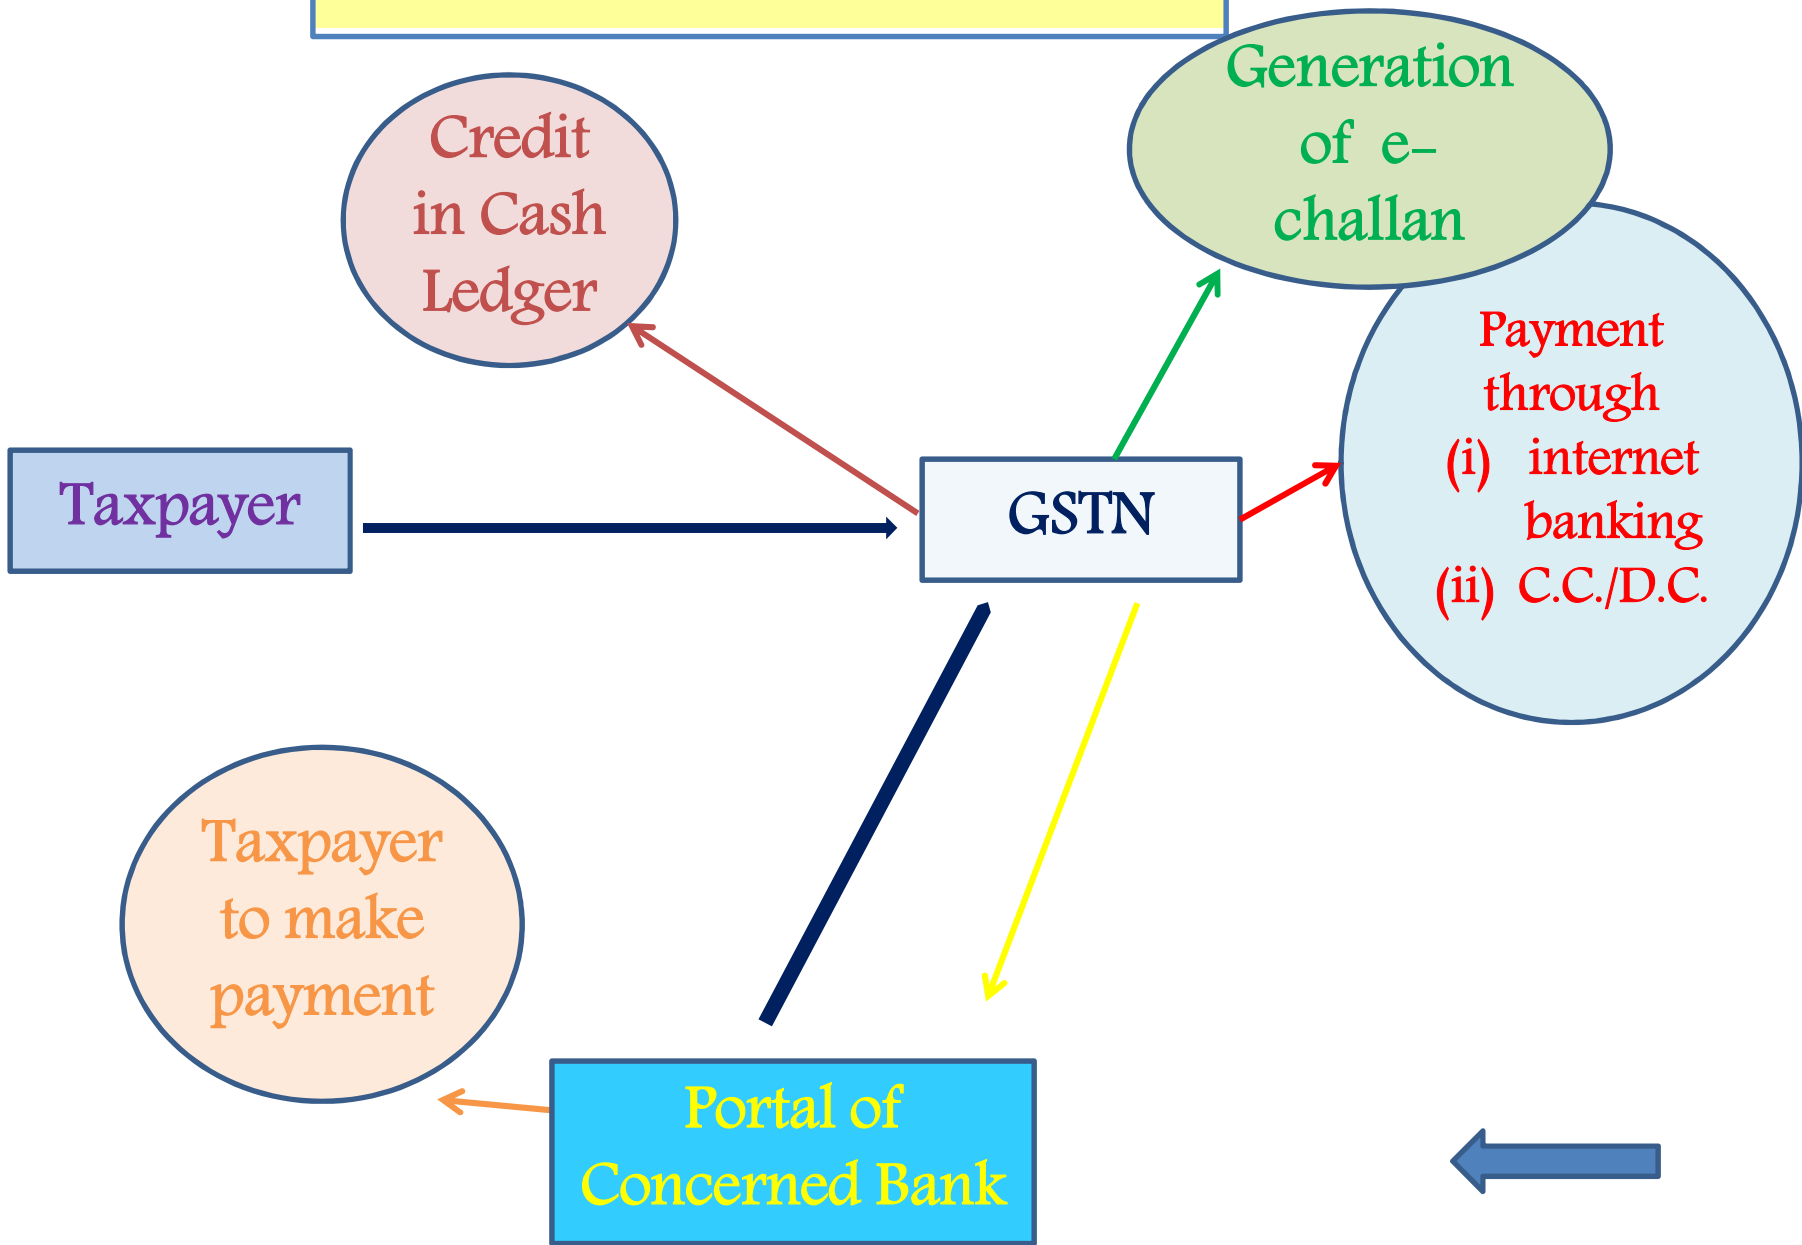 Generation
of e-
challan
Credit
in Cash
Ledger
Payment
through
(i) internet
banking
(ii) C.C./D.C.
Taxpayer
GSTN
Taxpayer
to make
payment
Portal of
Concerned Bank